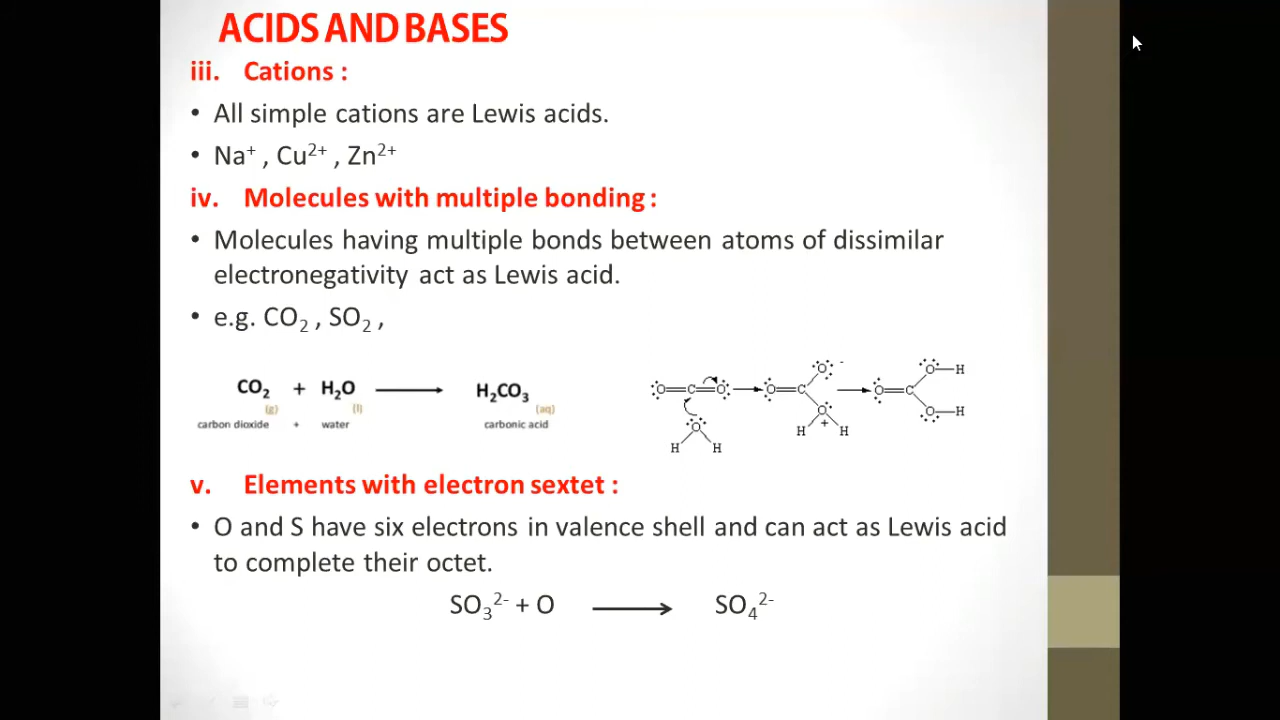 ACIDS AND BASES
iii. Cations :
• All simple cations are Lewis acids.
• Na⁺ , Cu²⁺ , Zn²⁺
iv. Molecules with multiple bonding :
• Molecules having multiple bonds between atoms of dissimilar
electronegativity act as Lewis acid.
• e.g. CO₂ , SO₂ ,
CO₂ + H₂O ⟶ H₂CO₃
(g) (l) (aq)
carbon dioxide + water carbonic acid
:O=C=O: → :O=C O: - → :O=C O—H
O O + O—H
H H H H
v. Elements with electron sextet :
• O and S have six electrons in valence shell and can act as Lewis acid
to complete their octet.
SO₃²⁻ + O ⟶ SO₄²⁻